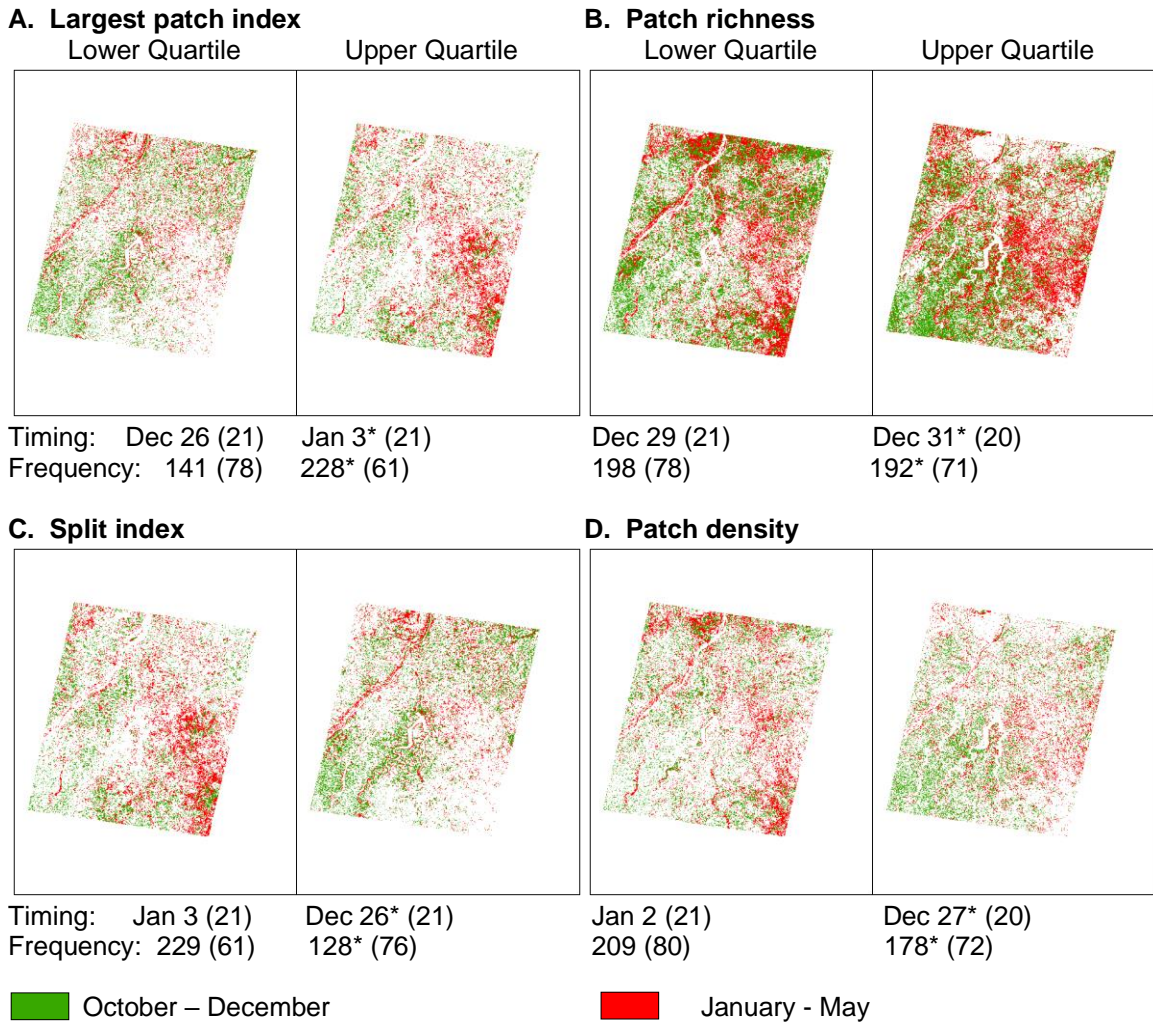 A. Largest patch index
B. Patch richness
Lower Quartile Upper Quartile Lower Quartile Upper Quartile
Timing: Dec 26 (21) Jan 3* (21) Dec 29 (21) Dec 31* (20)
Frequency: 141 (78) 228* (61) 198 (78) 192* (71)
C. Split index
D. Patch density
Timing: Jan 3 (21) Dec 26* (21) Jan 2 (21) Dec 27* (20)
Frequency: 229 (61) 128* (76) 209 (80) 178* (72)
October – December
January - May